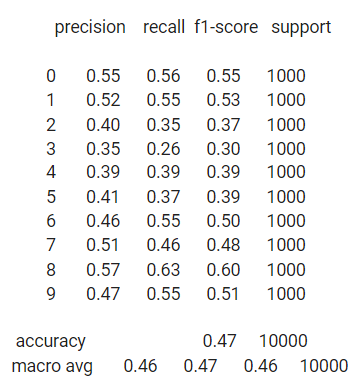 precision recall f1-score support
0 0.55 0.56 0.55 1000
1 0.52 0.55 0.53 1000
2 0.40 0.35 0.37 1000
3 0.35 0.26 0.30 1000
4 0.39 0.39 0.39 1000
5 0.41 0.37 0.39 1000
6 0.46 0.55 0.50 1000
7 0.51 0.46 0.48 1000
8 0.57 0.63 0.60 1000
9 0.47 0.55 0.51 1000
accuracy 0.47 10000
macro avg 0.46 0.47 0.46 10000